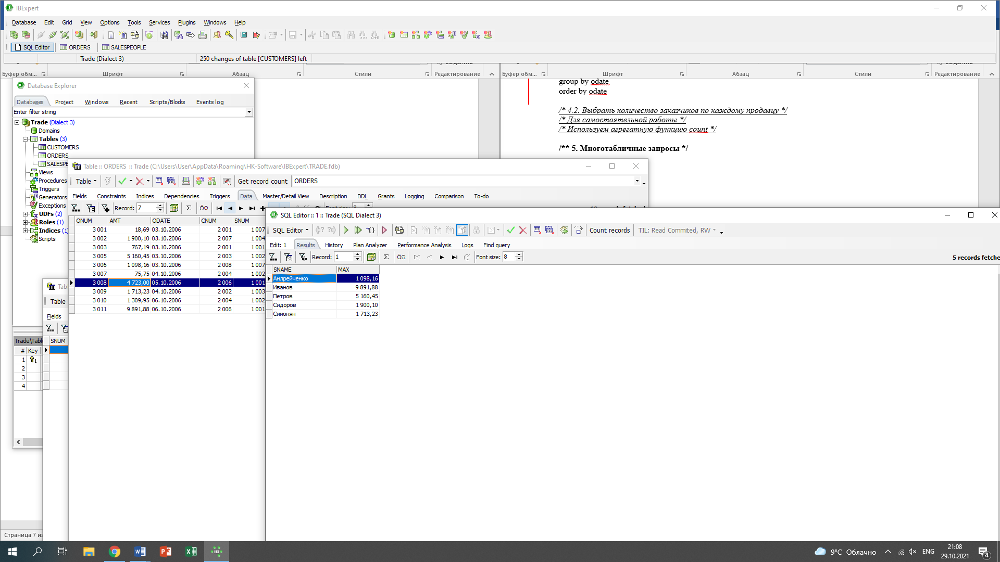 IBExpert
Database Edit Grid View Options Tools Services Plugins Windows Help
SQL Editor ORDERS SALESPEOPLE
Trade (Dialect 3) 250 changes of table [CUSTOMERS] left
Буфер обм... Шрифт Абзац Стили Редактирование
Буфер обм... Шрифт Абзац Стили Редактирование
group by odate
order by odate
/* 4.2. Выбрать количество заказчиков по каждому продавцу */
/* Для самостоятельной работы */
/* Используем агрегатную функцию count */
/** 5. Многотабличные запросы */
Database Explorer
Databases Project Windows Recent Scripts/Blocks Events log
Enter filter string
Trade (Dialect 3)
Domains
Tables (3)
CUSTOMERS
ORDERS
SALESPE
Views
Procedures
Triggers
Generators
Exceptions
UDFs (2)
Roles (1)
Indices (1)
Scripts
Trade\Tabl
# Key
1 1
2
3
4
Tab
Table
Fields
SNUM
Table :: ORDERS :: Trade (C:\Users\User\AppData\Roaming\HK-Software\IBExpert\TRADE.fdb)
Table Get record count ORDERS
Fields Constraints Indices Dependencies Triggers Data Master/Detail View Description DDL Grants Logging Comparison To-do
Record: 7
ONUM AMT ODATE CNUM SNUM
3 001 18,69 03.10.2006 2 001 1 007
3 002 1 900,10 03.10.2006 2 007 1 004
3 003 767,19 03.10.2006 2 001 1 001
3 005 5 160,45 03.10.2006 2 003 1 002
3 006 1 098,16 03.10.2006 2 008 1 007
3 007 75,75 04.10.2006 2 004 1 002
3 008 4 723,00 05.10.2006 2 006 1 001
3 009 1 713,23 04.10.2006 2 002 1 003
3 010 1 309,95 06.10.2006 2 004 1 002
3 011 9 891,88 06.10.2006 2 006 1 001
SQL Editor :: 1 :: Trade (SQL Dialect 3)
SQL Editor Count records TIL: Read Commited, RW
Edit: 1 Results History Plan Analyzer Performance Analysis Logs Find query
Record: 1 Font size: 8 5 records fetche
SNAME MAX
Анлрейченко 1 098,16
Иванов 9 891,88
Петров 5 160,45
Сидоров 1 900,10
Симонян 1 713,23
Страница 7 из
9°C Облачно ENG 21:08
29.10.2021
4